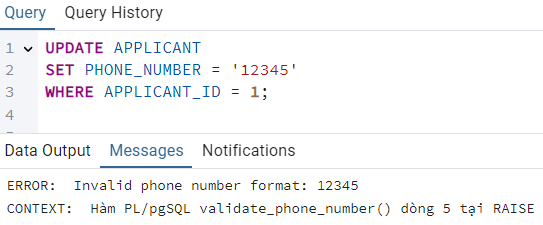 Query Query History
1 UPDATE APPLICANT
2 SET PHONE_NUMBER = '12345'
3 WHERE APPLICANT_ID = 1;
4
Data Output Messages Notifications
ERROR:  Invalid phone number format: 12345
CONTEXT:  Hàm PL/pgSQL validate_phone_number() dòng 5 tại RAISE